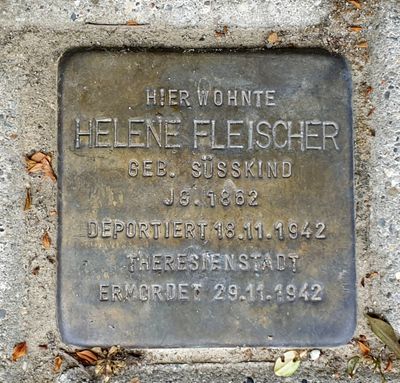 HIER WOHNTE
HELENE FLEISCHER
GEB. SÜSSKIND
JG. 1862
DEPORTIERT 18.11.1942
THERESIENSTADT
ERMORDET 29.11.1942